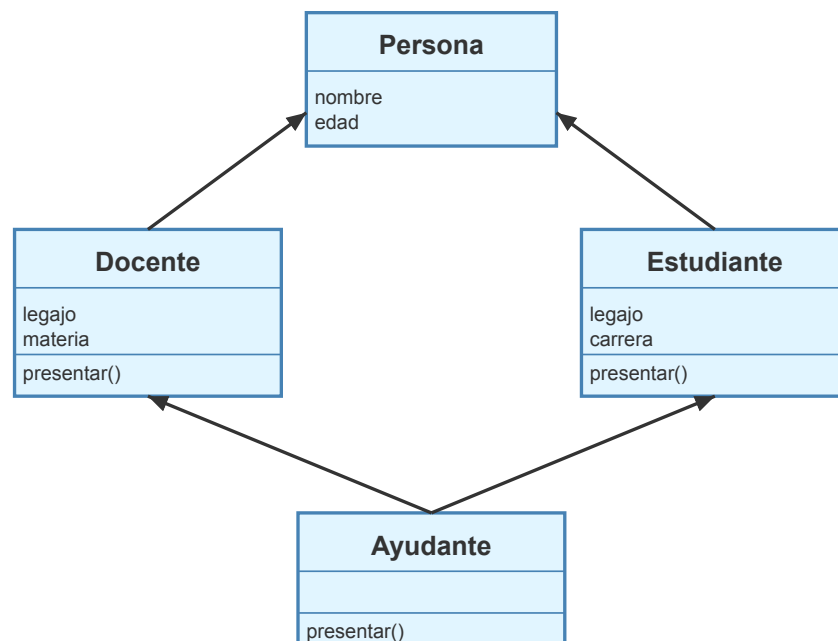 Persona
nombre
edad
Docente
legajo
materia
presentar()
Estudiante
legajo
carrera
presentar()
Ayudante
presentar()